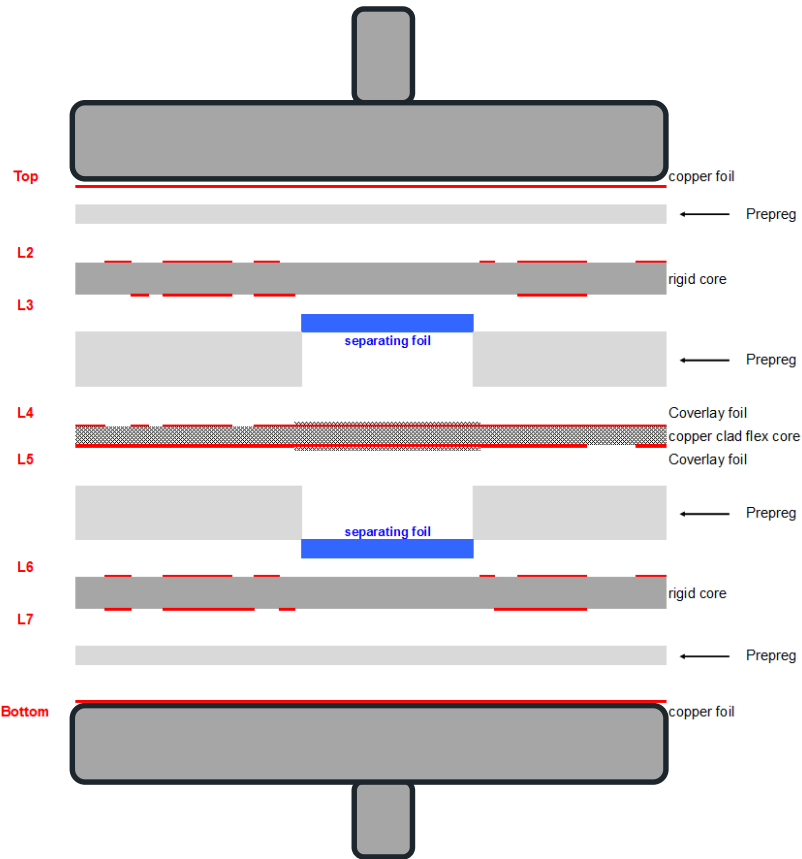 Top
copper foil
Prepreg
L2
rigid core
L3
separating foil
Prepreg
L4
Coverlay foil
copper clad flex core
L5
Coverlay foil
Prepreg
separating foil
L6
rigid core
L7
Prepreg
Bottom
copper foil